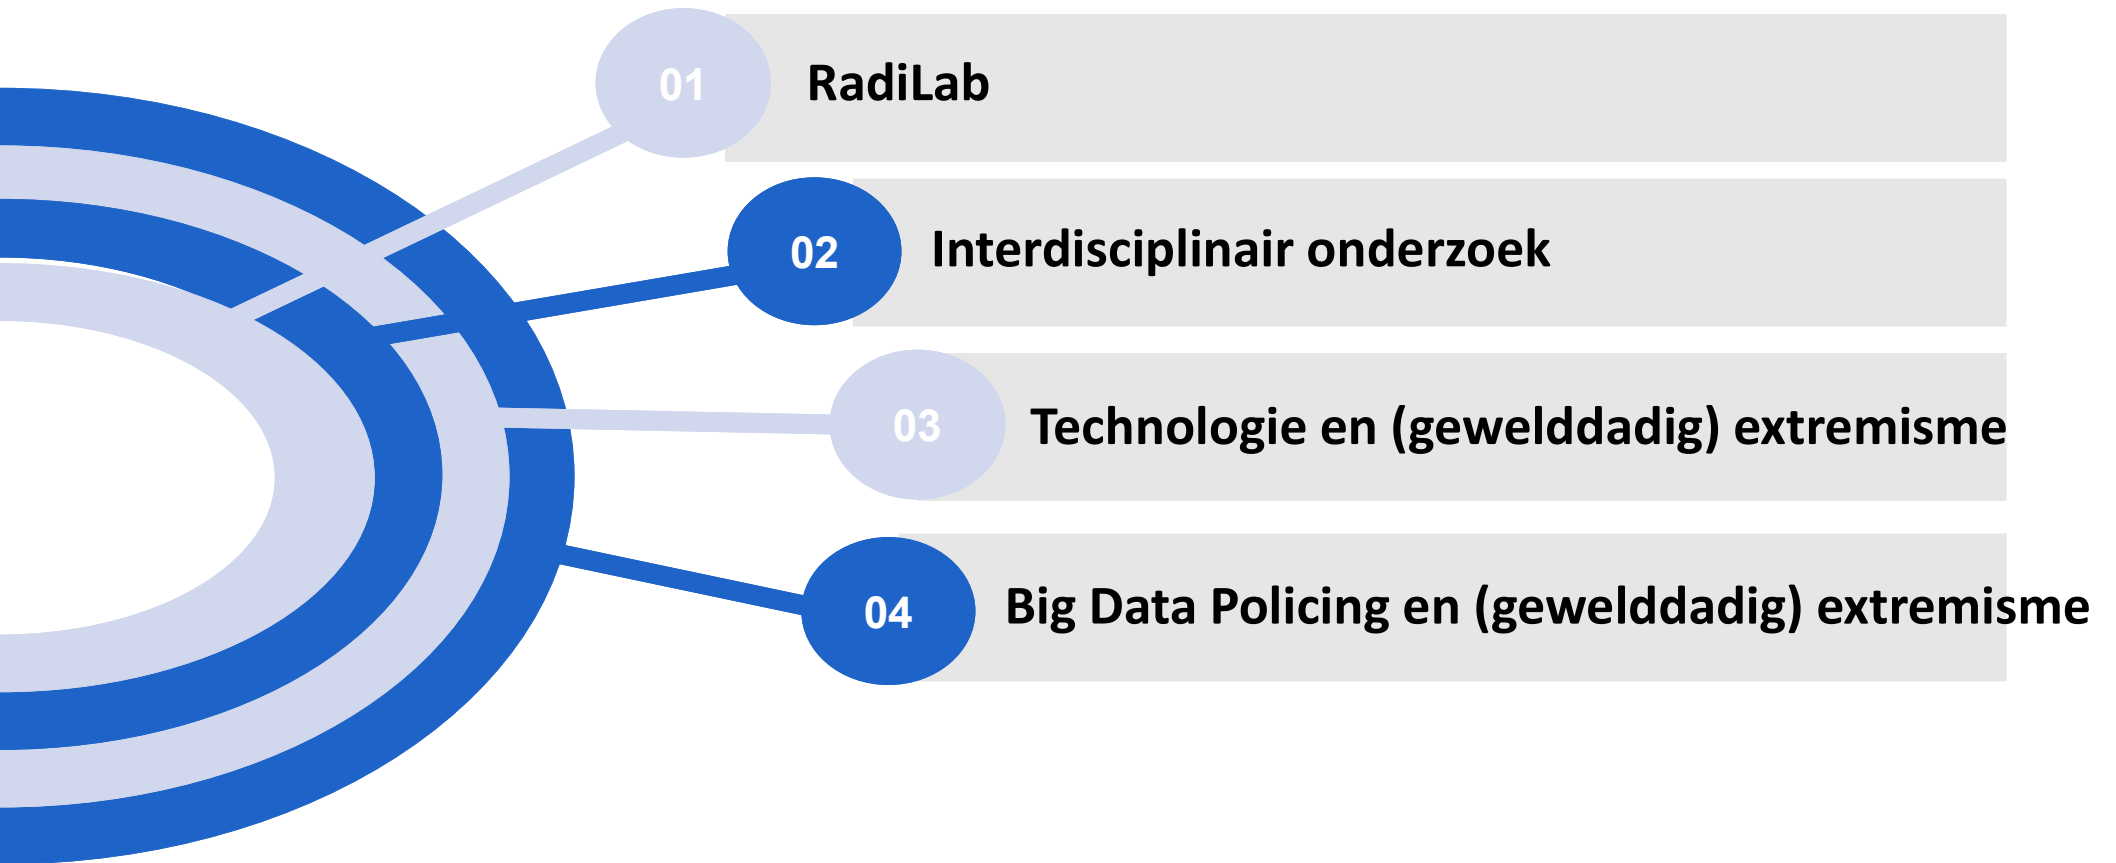 01 RadiLab
02 Interdisciplinair onderzoek
03 Technologie en (gewelddadig) extremisme
04 Big Data Policing en (gewelddadig) extremisme